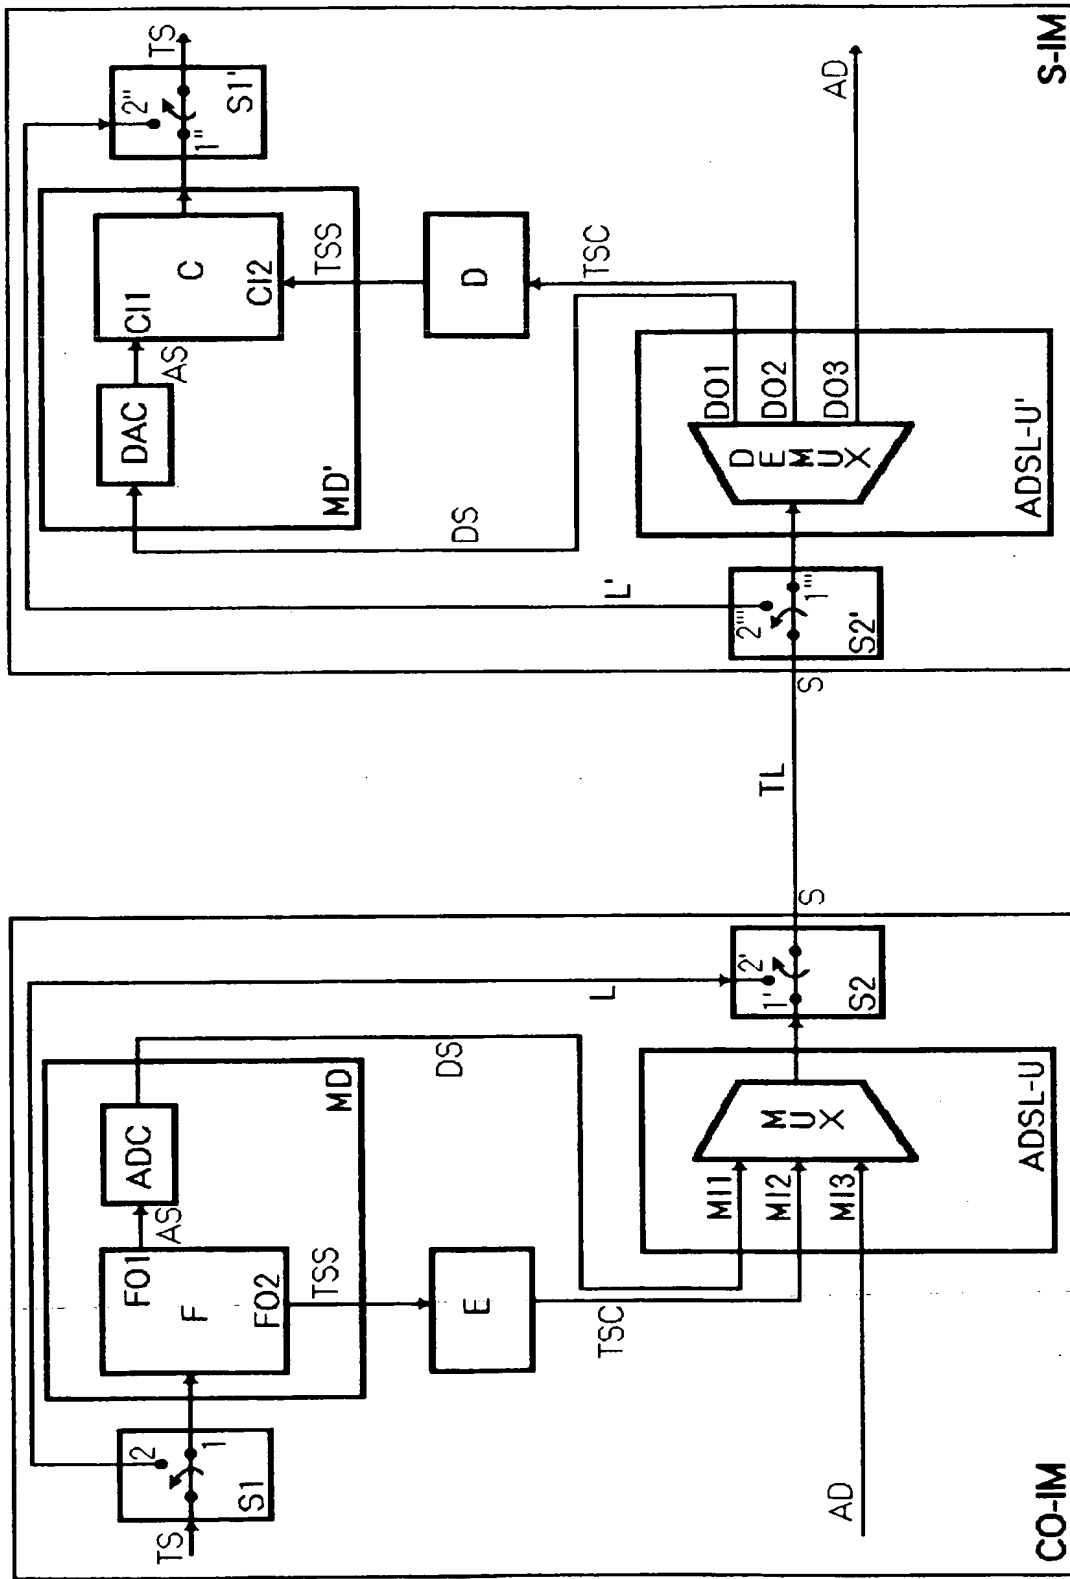 TS
S1
1
2
F
FO1
FO2
AS
ADC
MD
TSS
E
TSC
DS
L
AD
MI1
MI2
MI3
MUX
ADSL-U
1'
2'
S2
S
CO-IM
TL
S
S2'
2'''
1'''
L'
DEMUX
DO1
DO2
DO3
ADSL-U'
DS
TSC
D
TSS
DAC
AS
CI1
CI2
C
MD'
1''
2''
S1'
TS
AD
S-IM